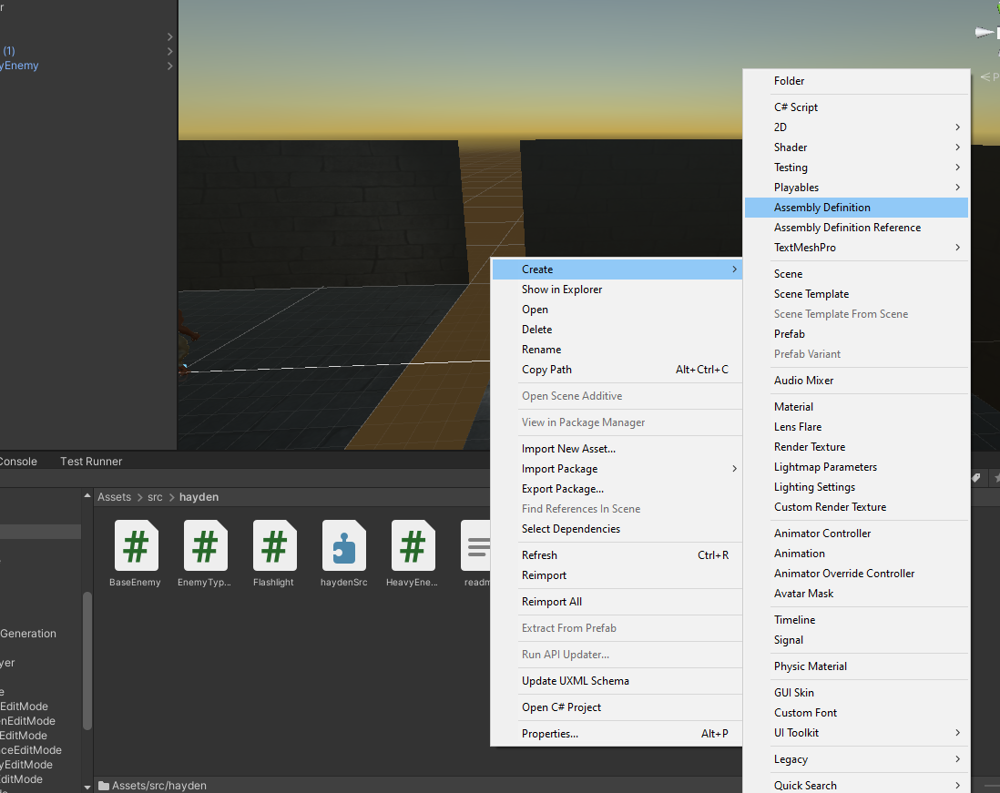 r
(1)
yEnemy
Console
Test Runner
Generation
yer
e
EditMode
nEditMode
EditMode
ceEditMode
yEditMode
EditMode
Assets > src > hayden
BaseEnemy
EnemyTyp...
Flashlight
haydenSrc
HeavyEne...
readm
Assets/src/hayden
Create
Show in Explorer
Open
Delete
Rename
Copy Path Alt+Ctrl+C
Open Scene Additive
View in Package Manager
Import New Asset...
Import Package
Export Package...
Find References In Scene
Select Dependencies
Refresh Ctrl+R
Reimport
Reimport All
Extract From Prefab
Run API Updater...
Update UXML Schema
Open C# Project
Properties... Alt+P
Folder
C# Script
2D
Shader
Testing
Playables
Assembly Definition
Assembly Definition Reference
TextMeshPro
Scene
Scene Template
Scene Template From Scene
Prefab
Prefab Variant
Audio Mixer
Material
Lens Flare
Render Texture
Lightmap Parameters
Lighting Settings
Custom Render Texture
Animator Controller
Animation
Animator Override Controller
Avatar Mask
Timeline
Signal
Physic Material
GUI Skin
Custom Font
UI Toolkit
Legacy
Quick Search